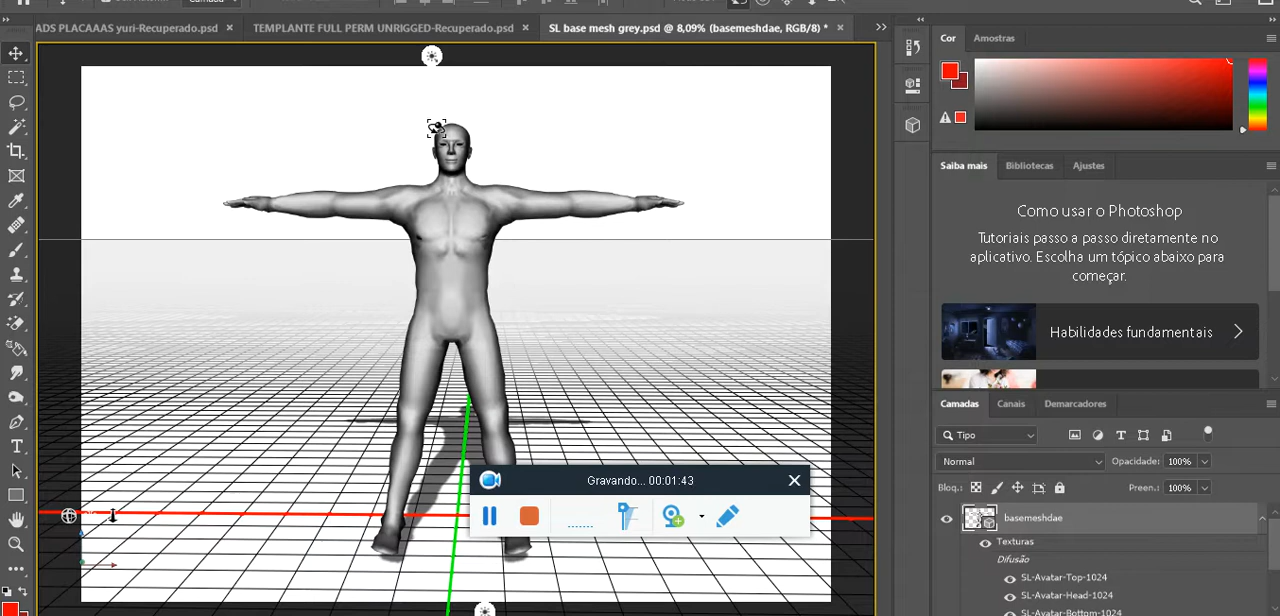 ADS PLACAAAS yuri-Recuperado.psd × TEMPLANTE FULL PERM UNRIGGED-Recuperado.psd × SL base mesh grey.psd @ 8,09% (basemeshdae, RGB/8) * ×
Cor Amostras
Saiba mais Bibliotecas Ajustes
Como usar o Photoshop
Tutoriais passo a passo diretamente no
aplicativo. Escolha um tópico abaixo para
começar.
Habilidades fundamentais
Camadas Canais Demarcadores
Tipo
Normal Opacidade: 100%
Bloq.: Preen.: 100%
basemeshdae
Texturas
Difusão
SL-Avatar-Top-1024
SL-Avatar-Head-1024
SL-Avatar-Bottom-1024
Gravando... 00:01:43